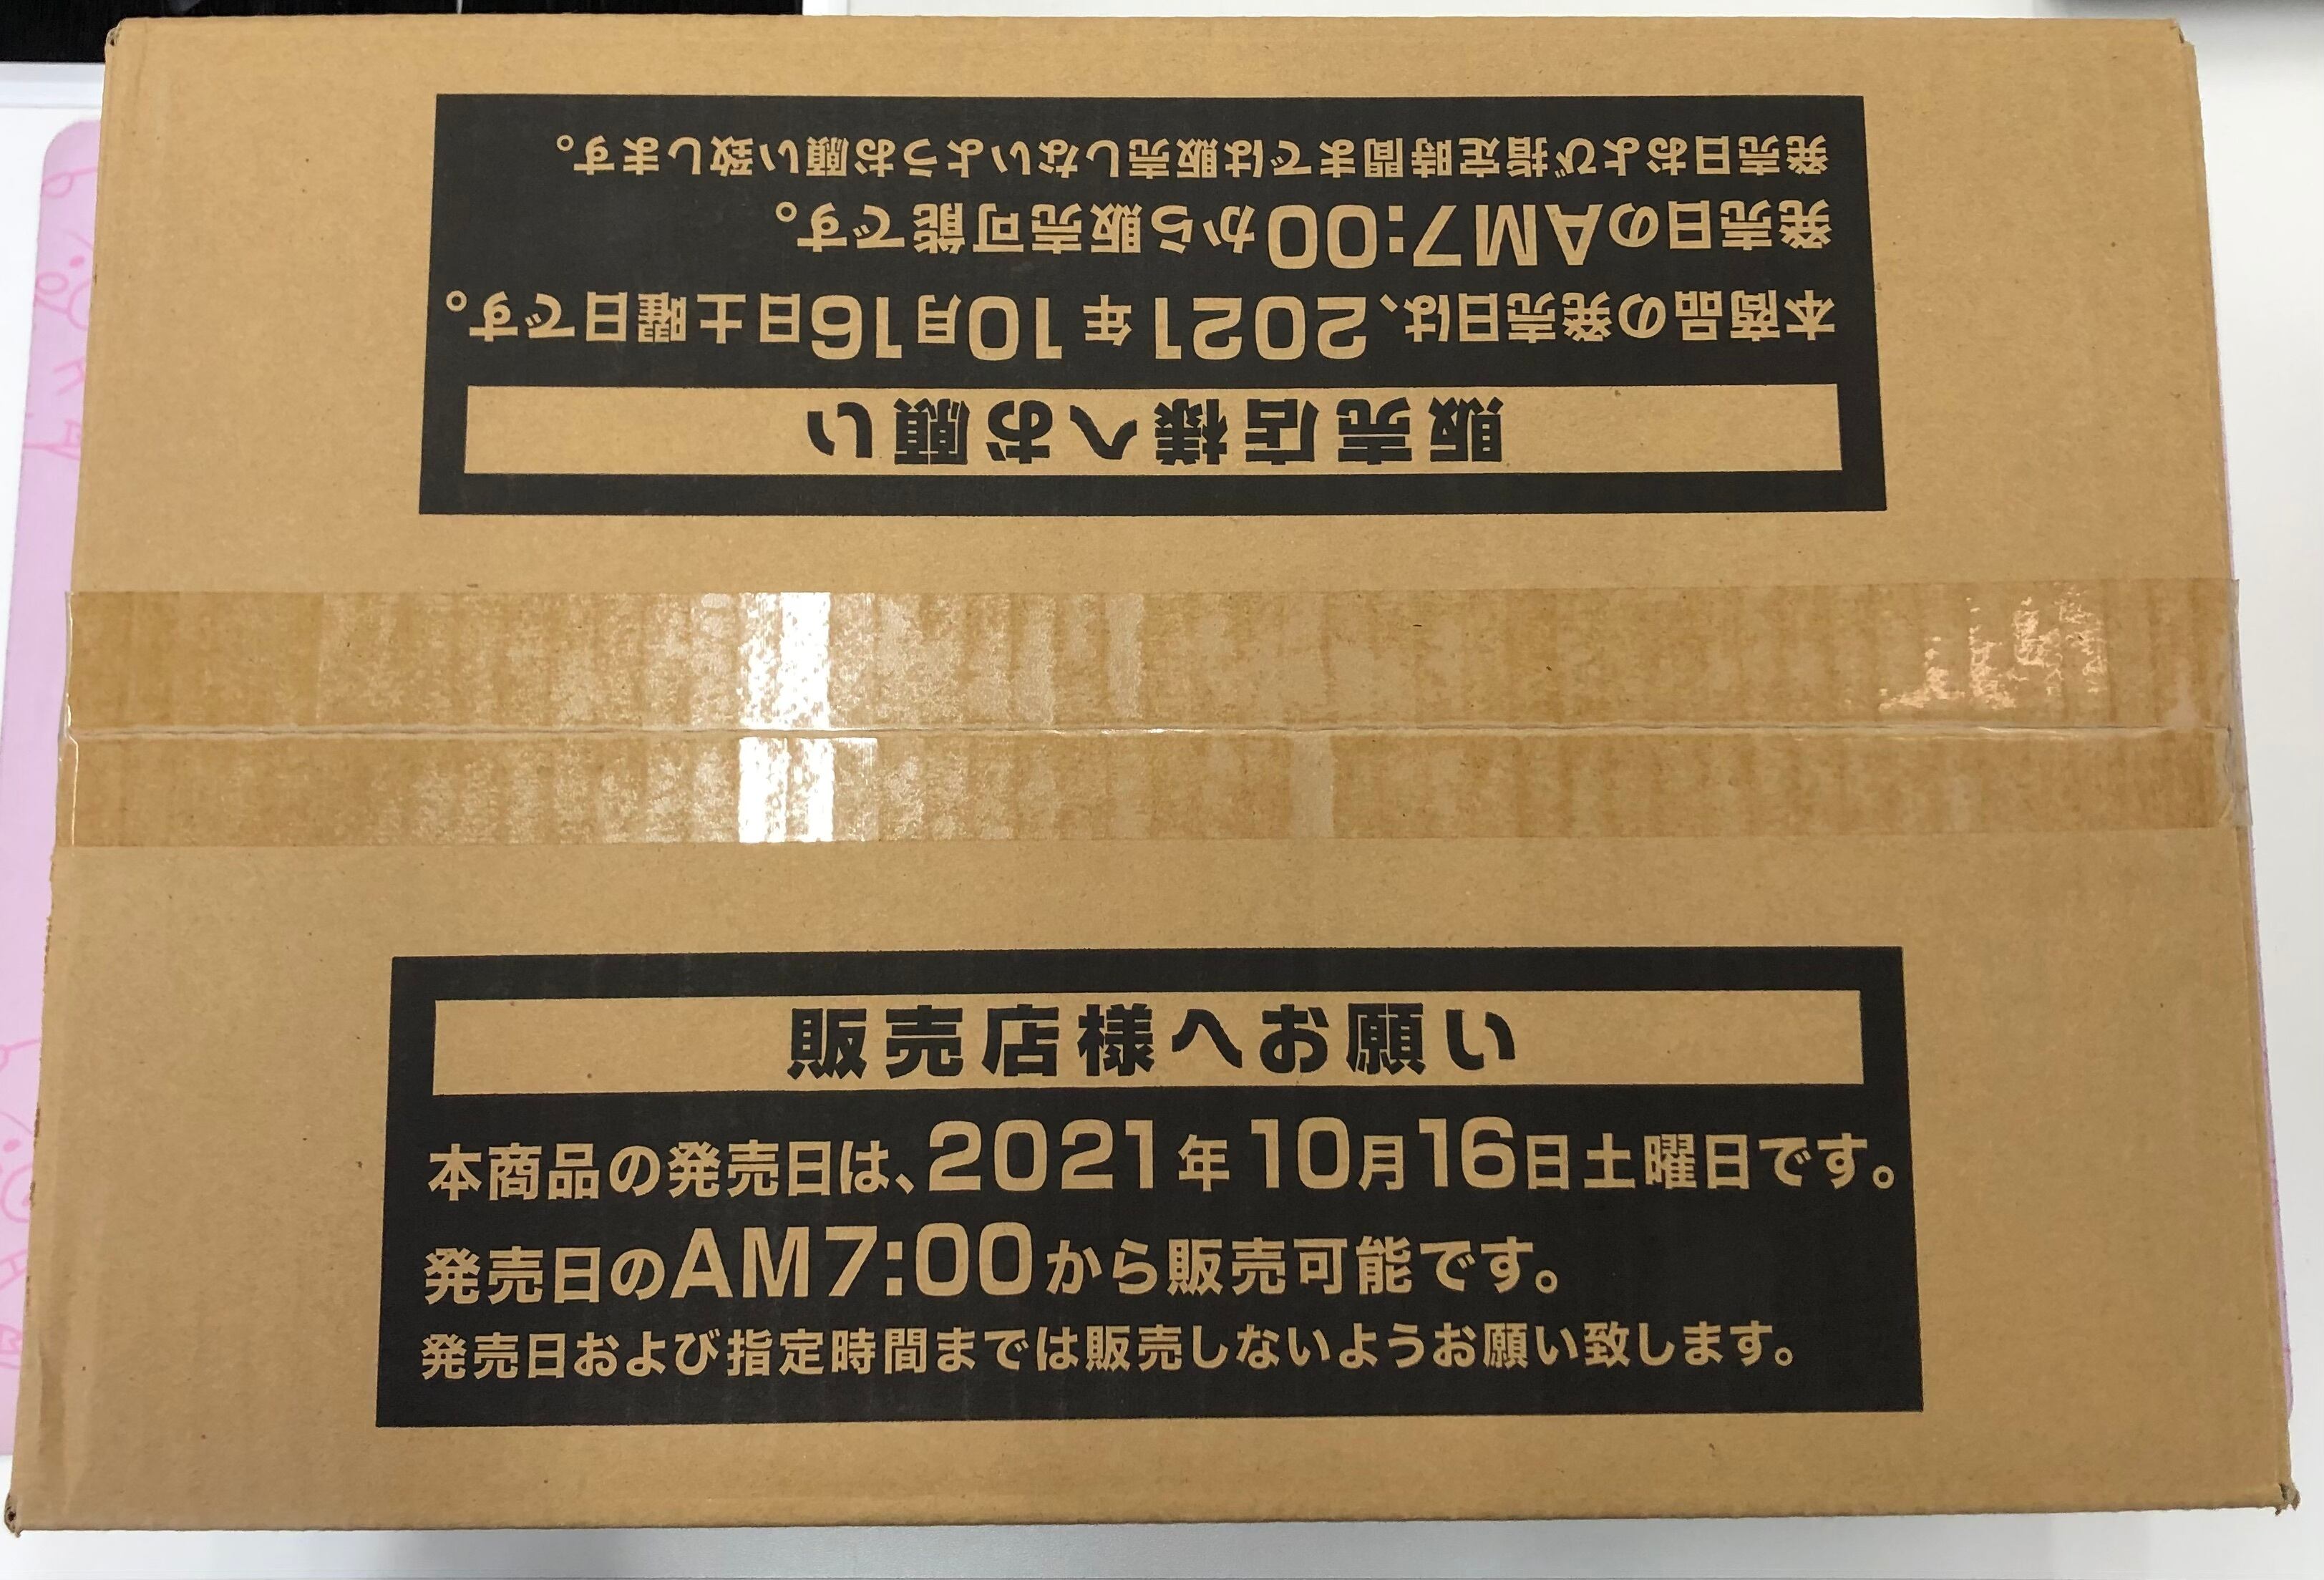 発売日および指定時間までは販売しないようお願い致します。
発売日のAM7:00から販売可能です。
本商品の発売日は、2021年10月16日土曜日です。
販売店様へお願い
販売店様へお願い
本商品の発売日は、2021年10月16日土曜日です。
発売日のAM7:00から販売可能です。
発売日および指定時間までは販売しないようお願い致します。